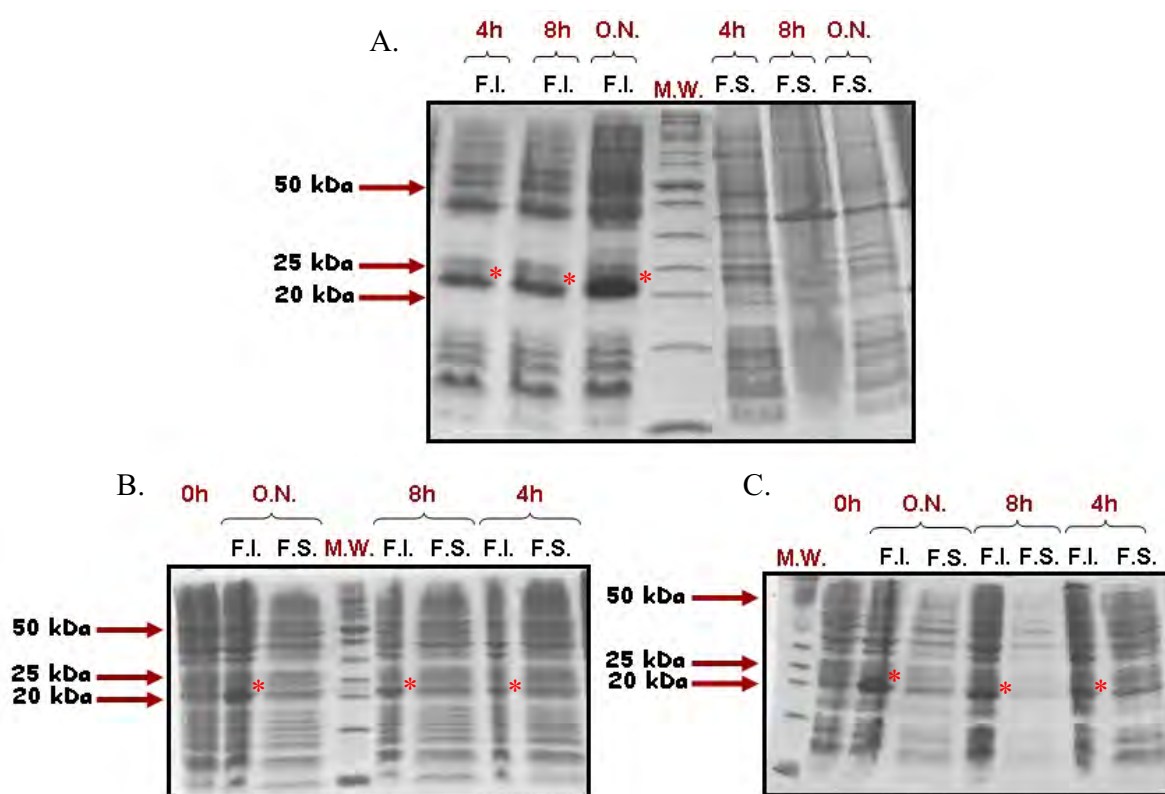 A.
4h 8h O.N. 4h 8h O.N.
F.I. F.I. F.I. M.W. F.S. F.S. F.S.
50 kDa
25 kDa
* * *
20 kDa
B.
0h O.N. 8h 4h
F.I. F.S. M.W. F.I. F.S. F.I. F.S.
50 kDa
25 kDa
* * *
20 kDa
C.
0h O.N. 8h 4h
M.W. F.I. F.S. F.I. F.S. F.I. F.S.
50 kDa
25 kDa
* * *
20 kDa